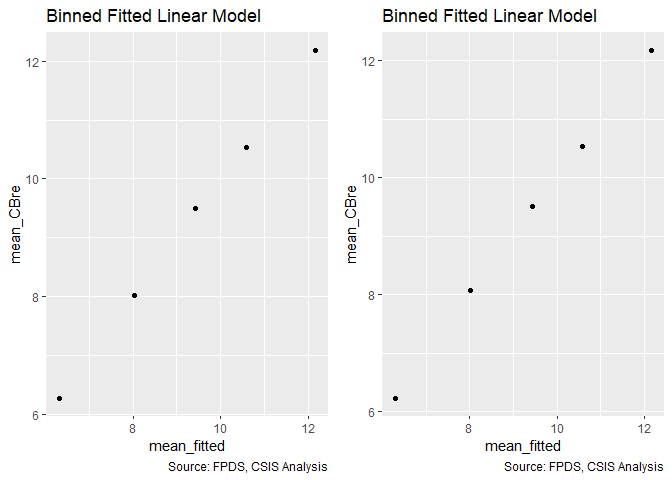 Binned Fitted Linear Model
12
10
8
6
mean_CBre
8
10
12
mean_fitted
Source: FPDS, CSIS Analysis
Binned Fitted Linear Model
12
10
8
6
mean_CBre
8
10
12
mean_fitted
Source: FPDS, CSIS Analysis